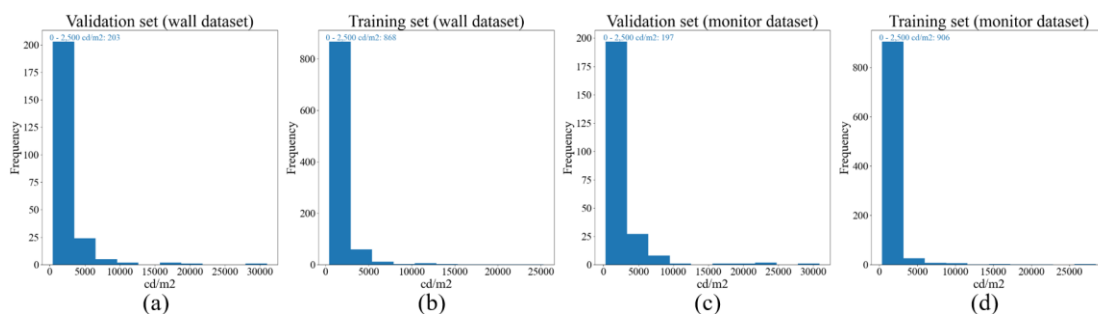 Validation set (wall dataset)
0 - 2,500 cd/m2: 203
200
175
150
125
100
75
50
25
0
Frequency
0 5000 10000 15000 20000 25000 30000
cd/m2
(a)
Training set (wall dataset)
0 - 2,500 cd/m2: 868
800
600
400
200
0
Frequency
0 5000 10000 15000 20000 25000
cd/m2
(b)
Validation set (monitor dataset)
0 - 2,500 cd/m2: 197
200
175
150
125
100
75
50
25
0
Frequency
0 5000 10000 15000 20000 25000 30000
cd/m2
(c)
Training set (monitor dataset)
0 - 2,500 cd/m2: 906
800
600
400
200
0
Frequency
0 5000 10000 15000 20000 25000
cd/m2
(d)